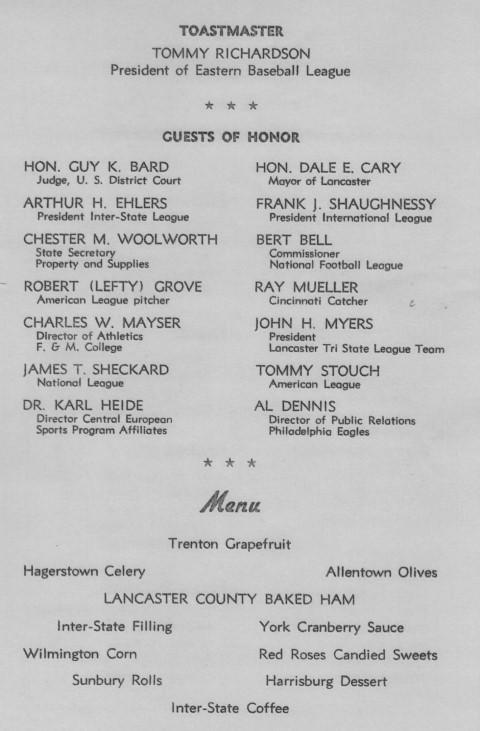 TOASTMASTER
TOMMY RICHARDSON
President of Eastern Baseball League
* * *
GUESTS OF HONOR
HON. GUY K. BARD
Judge, U. S. District Court
ARTHUR H. EHLERS
President Inter-State League
CHESTER M. WOOLWORTH
State Secretary
Property and Supplies
ROBERT (LEFTY) GROVE
American League pitcher
CHARLES W. MAYSER
Director of Athletics
F. & M. College
JAMES T. SHECKARD
National League
DR. KARL HEIDE
Director Central European
Sports Program Affiliates
HON. DALE E. CARY
Mayor of Lancaster
FRANK J. SHAUGHNESSY
President International League
BERT BELL
Commissioner
National Football League
RAY MUELLER
Cincinnati Catcher
JOHN H. MYERS
President
Lancaster Tri State League Team
TOMMY STOUCH
American League
AL DENNIS
Director of Public Relations
Philadelphia Eagles
* * *
Menu
Trenton Grapefruit
Hagerstown Celery Allentown Olives
LANCASTER COUNTY BAKED HAM
Inter-State Filling York Cranberry Sauce
Wilmington Corn Red Roses Candied Sweets
Sunbury Rolls Harrisburg Dessert
Inter-State Coffee